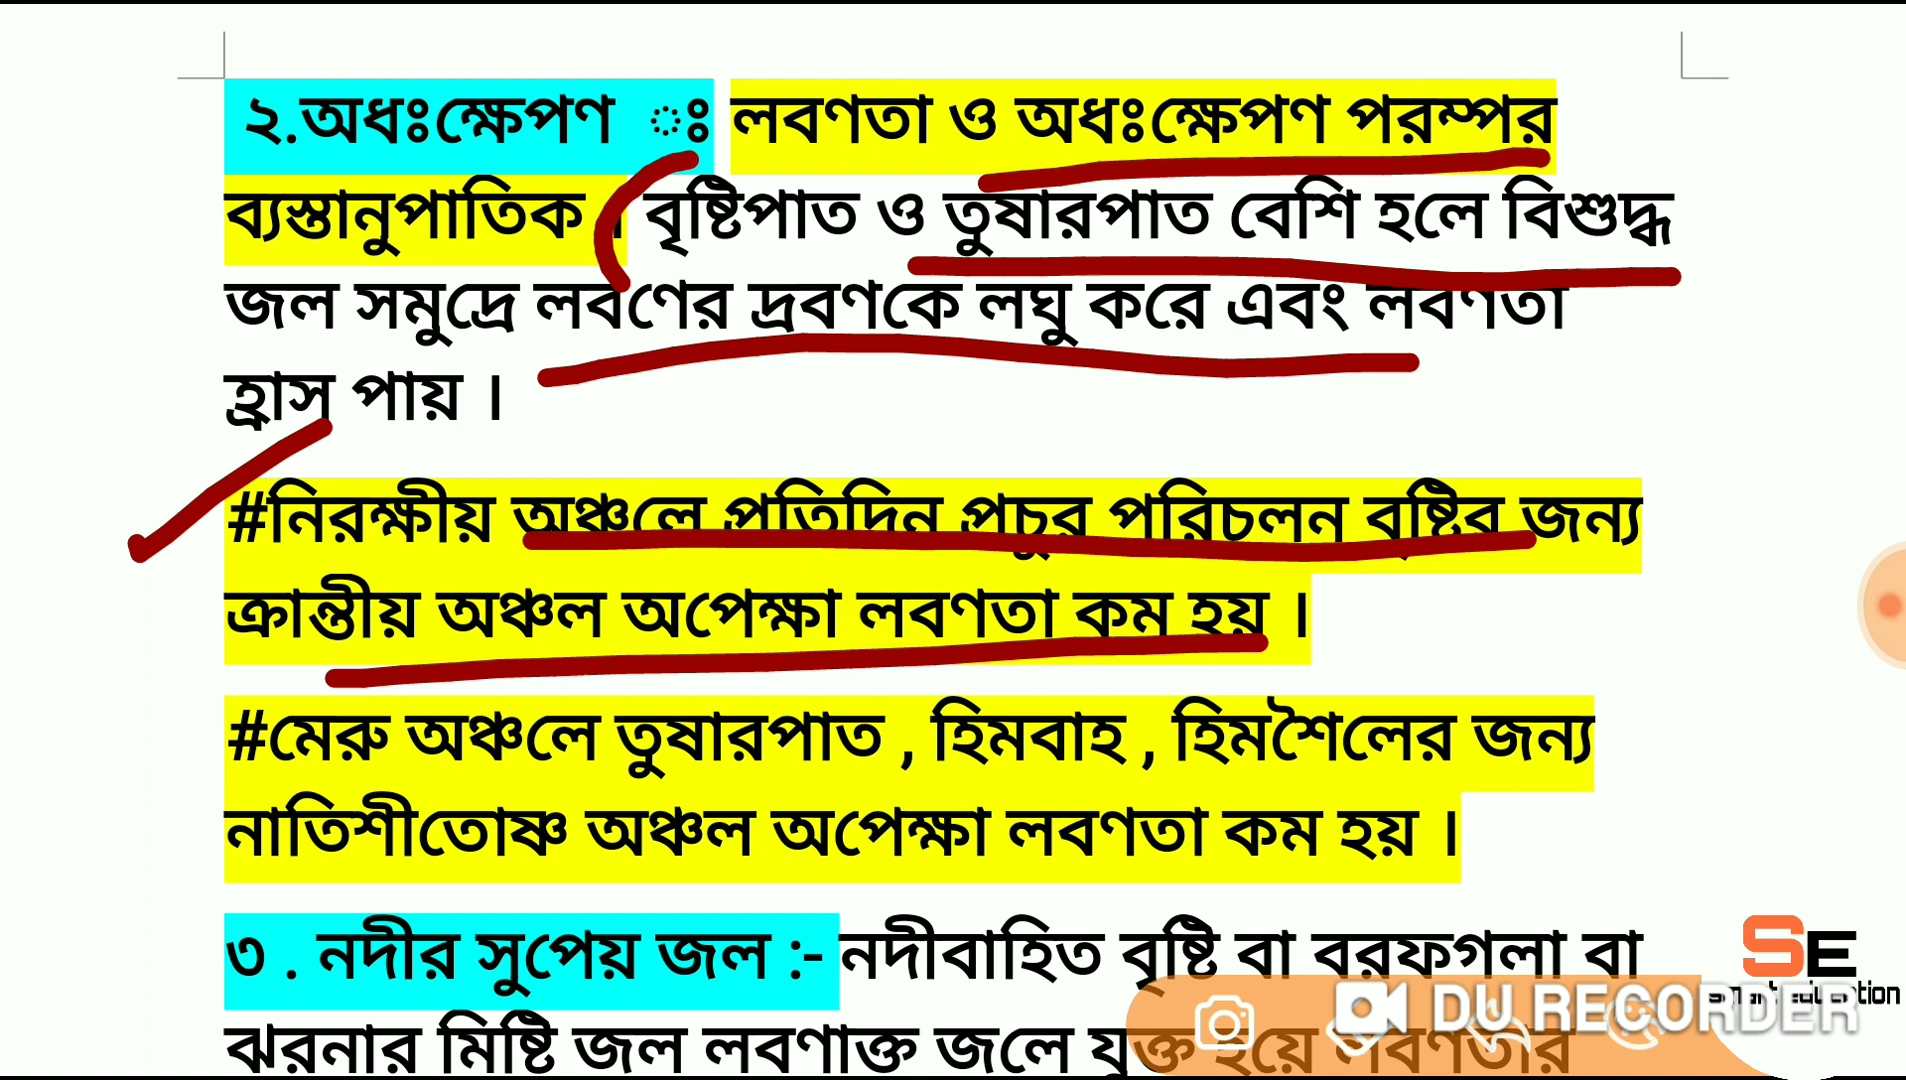 ২.অধঃক্ষেপণ ঃ লবণতা ও অধঃক্ষেপণ পরস্পর
ব্যস্তানুপাতিক । বৃষ্টিপাত ও তুষারপাত বেশি হলে বিশুদ্ধ
জল সমুদ্রে লবণের দ্রবণকে লঘু করে এবং লবণতা
হ্রাস পায় ।
#নিরক্ষীয় অঞ্চলে প্রতিদিন প্রচুর পরিচলন বৃষ্টির জন্য
ক্রান্তীয় অঞ্চল অপেক্ষা লবণতা কম হয় ।
#মেরু অঞ্চলে তুষারপাত , হিমবাহ , হিমশৈলের জন্য
নাতিশীতোষ্ণ অঞ্চল অপেক্ষা লবণতা কম হয় ।
৩ . নদীর সুপেয় জল :- নদীবাহিত বৃষ্টি বা বরফগলা বা
ঝরনার মিষ্টি জল লবণাক্ত জলে যুক্ত হয়ে লবণতার
SE
smart education
DU RECORDER